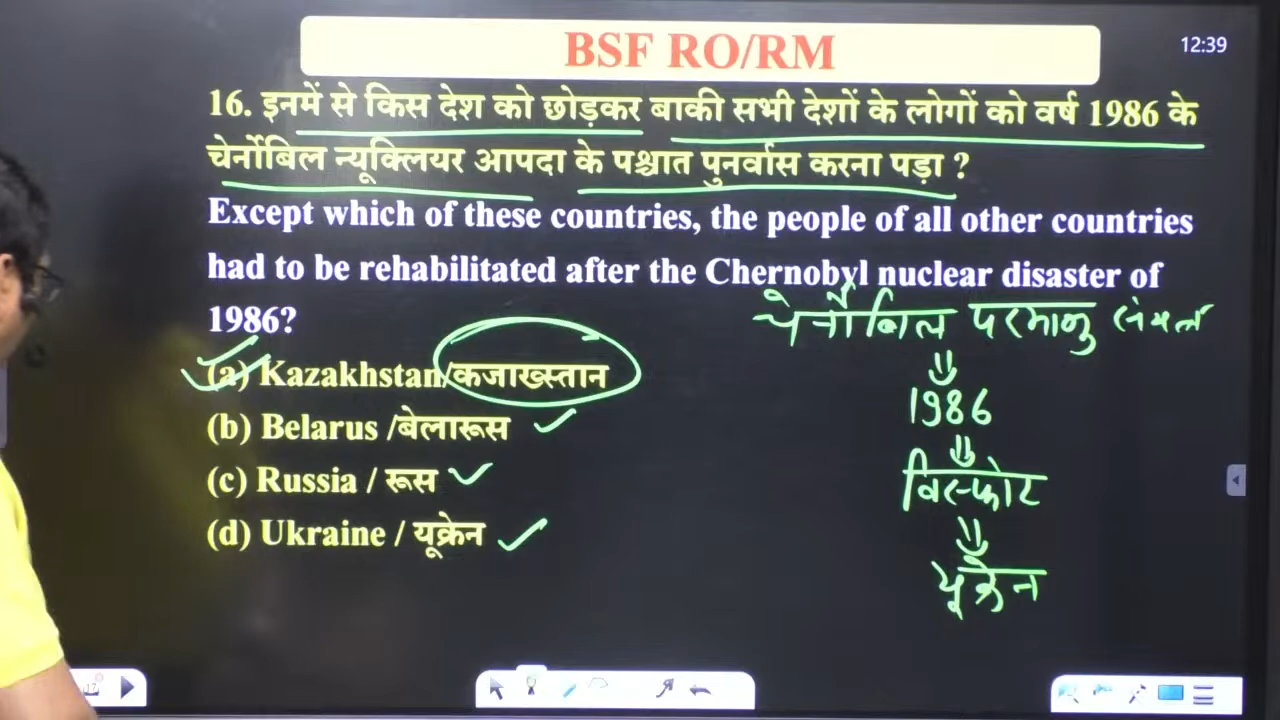 BSF RO/RM
12:39
16. इनमें से किस देश को छोड़कर बाकी सभी देशों के लोगों को वर्ष 1986 के
चेर्नोबिल न्यूक्लियर आपदा के पश्चात पुनर्वास करना पड़ा ?
Except which of these countries, the people of all other countries
had to be rehabilitated after the Chernobyl nuclear disaster of
1986?
(a) Kazakhstan/कजाख्स्तान
(b) Belarus /बेलारूस
(c) Russia / रूस
(d) Ukraine / यूक्रेन
चेर्नोबिल परमाणु
1986
विस्फोट
यूक्रेन
17